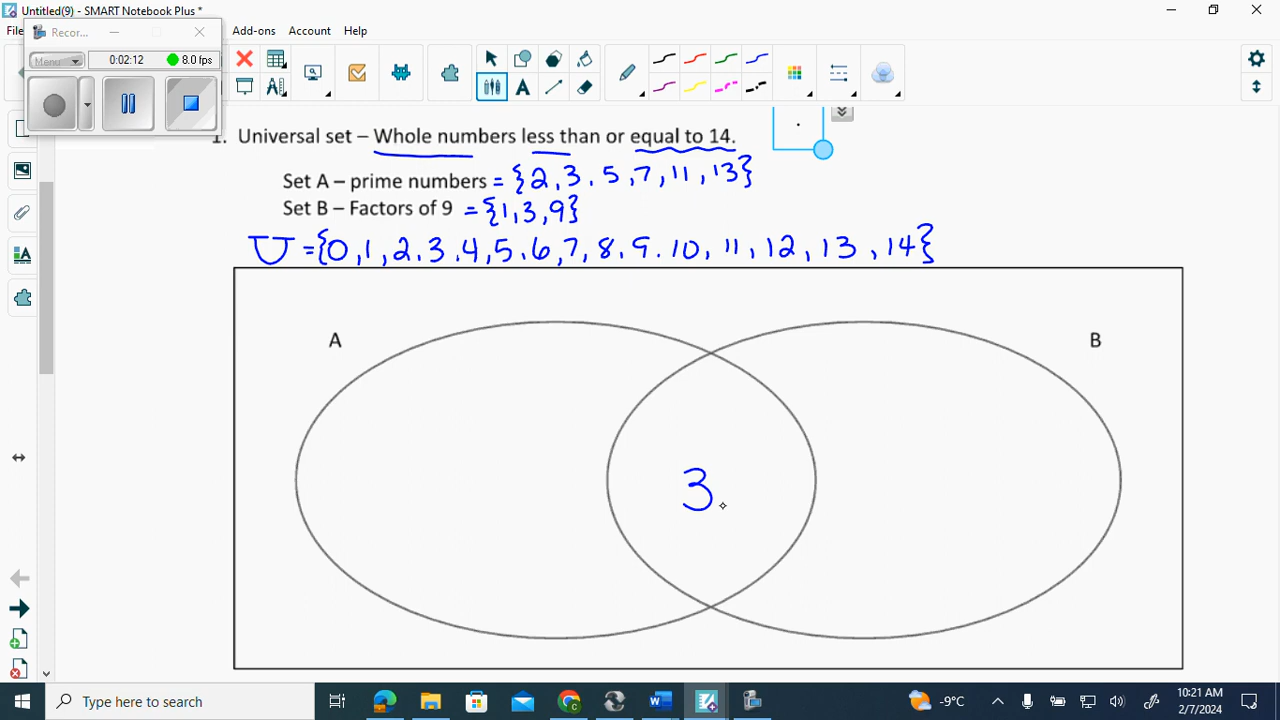 Untitled(9) - SMART Notebook Plus *
Recor...
File
Add-ons Account Help
Menu
00:02:12
8.0 fps
1. Universal set – Whole numbers less than or equal to 14.
Set A – prime numbers = {2,3.5,7,11,13}
Set B – Factors of 9 = {1,3,9}
U = {0,1,2.3.4,5.6,7,8.9.10,11,12,13,14}
A
B
3
Type here to search
-9°C
10:21 AM
2/7/2024